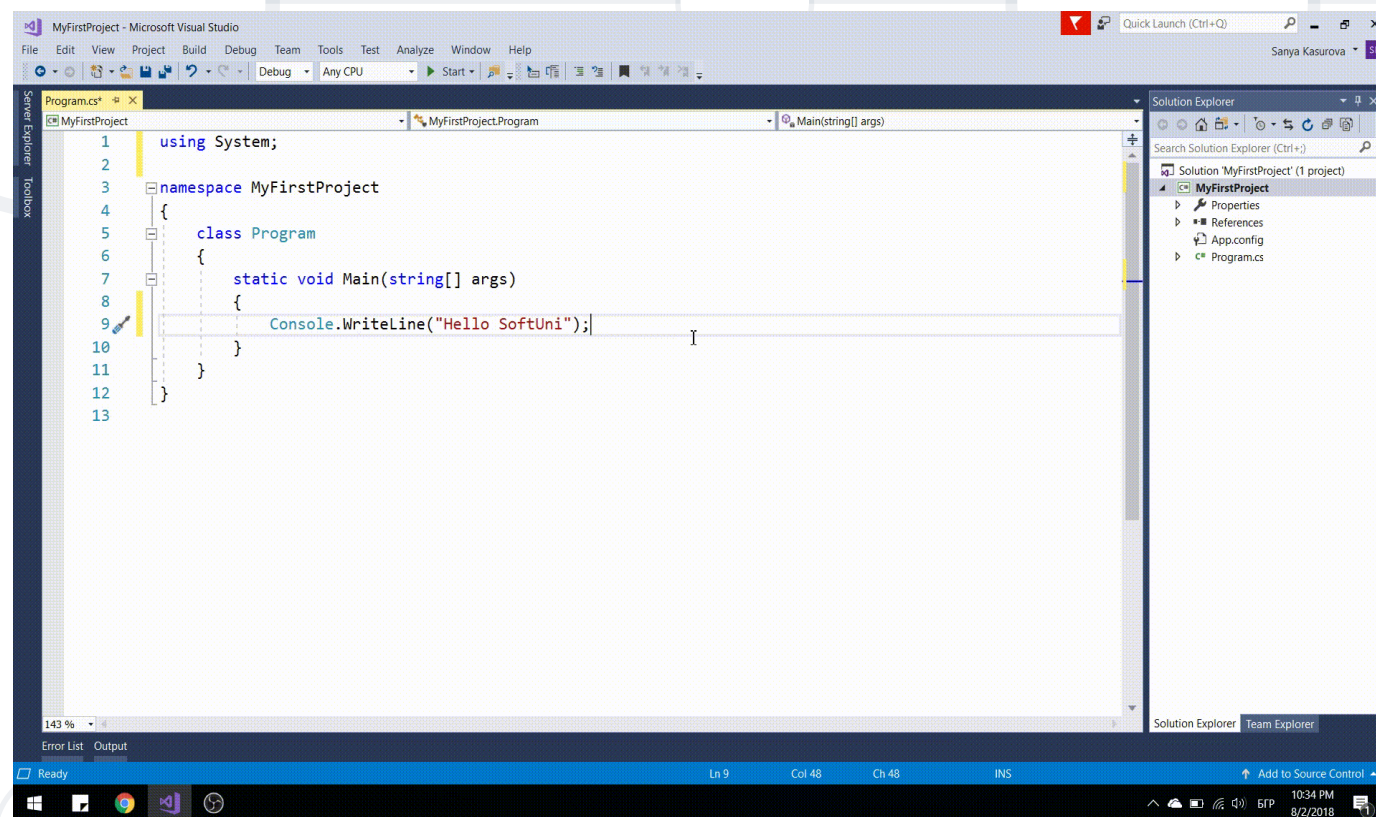 MyFirstProject - Microsoft Visual Studio
Quick Launch (Ctrl+Q)
File Edit View Project Build Debug Team Tools Test Analyze Window Help
Sanya Kasurova
Debug Any CPU Start
Server Explorer
Toolbox
Program.cs*
MyFirstProject MyFirstProject.Program Main(string[] args)
1 using System;
2
3 namespace MyFirstProject
4 {
5 class Program
6 {
7 static void Main(string[] args)
8 {
9 Console.WriteLine("Hello SoftUni");
10 }
11 }
12 }
13
143 %
Solution Explorer
Search Solution Explorer (Ctrl+;)
Solution 'MyFirstProject' (1 project)
C# MyFirstProject
Properties
References
App.config
C# Program.cs
Solution Explorer Team Explorer
Error List Output
Ready Ln 9 Col 48 Ch 48 INS Add to Source Control
БГР
10:34 PM
8/2/2018
1